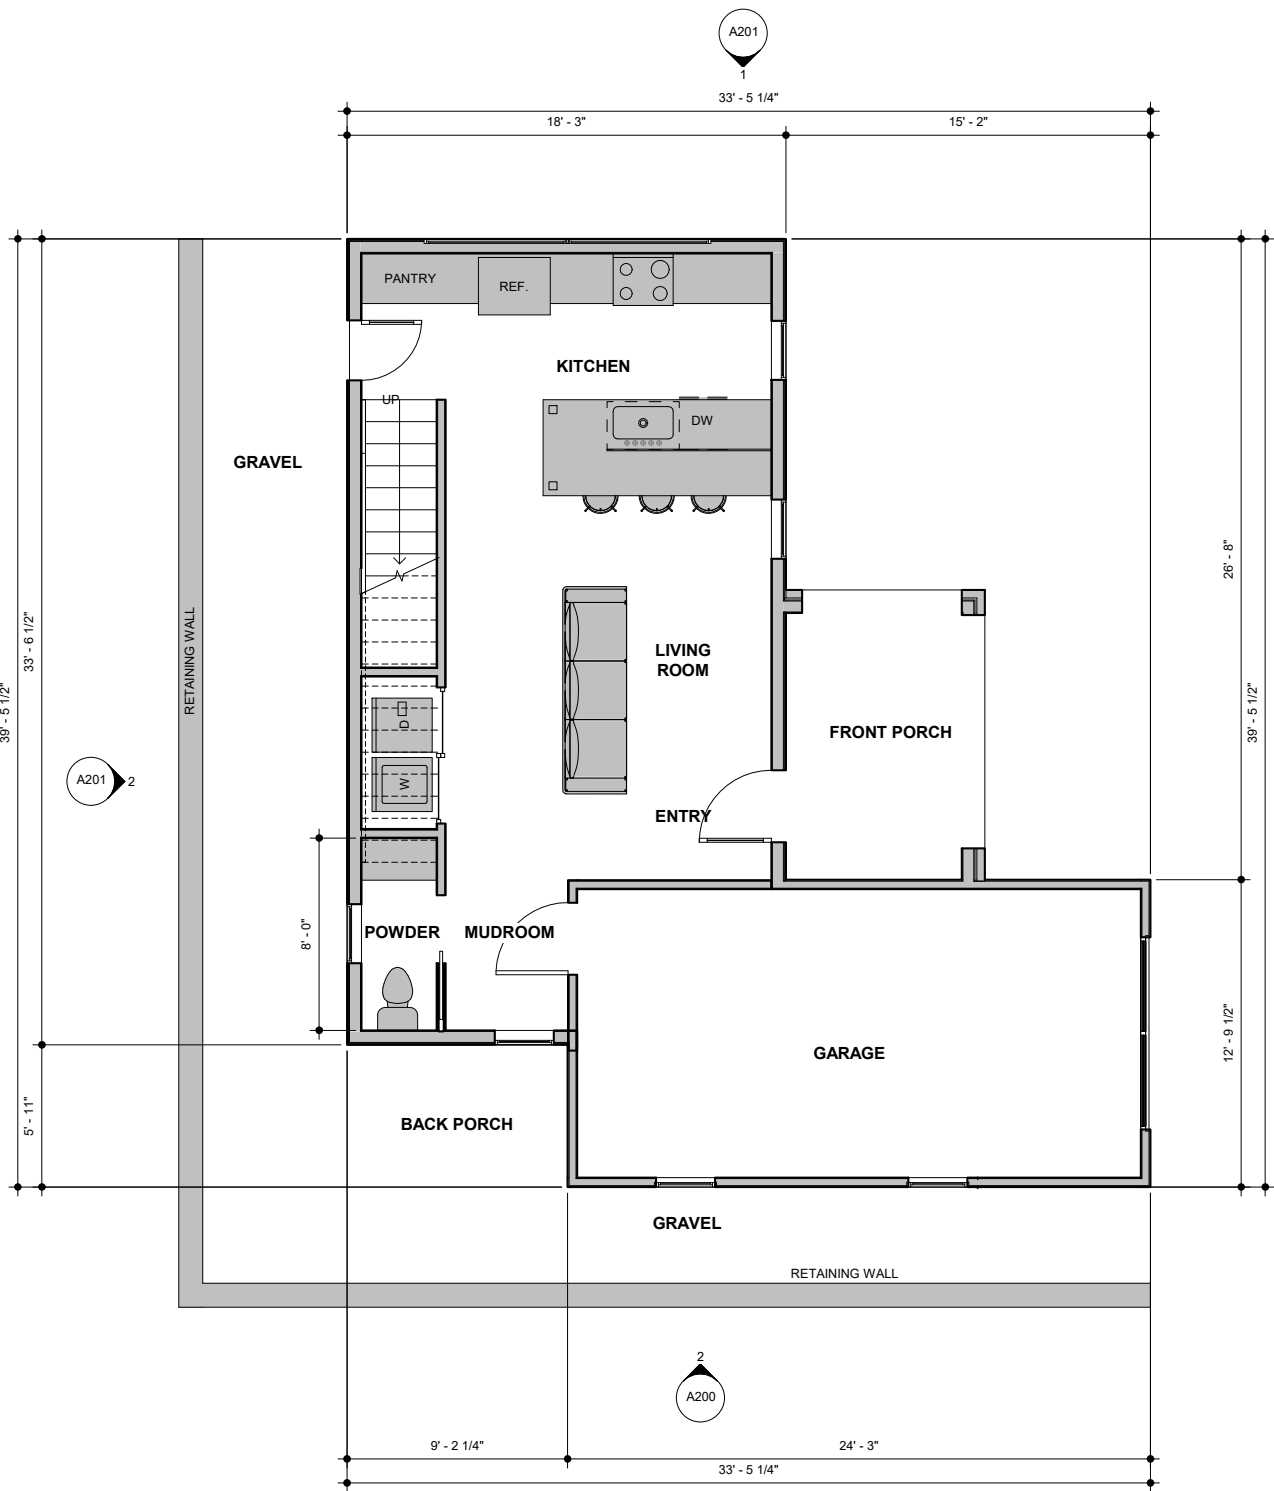 A201
1
33' - 5 1/4"
18' - 3"
15' - 2"
PANTRY
REF.
KITCHEN
UP
DW
GRAVEL
26' - 8"
33' - 6 1/2"
RETAINING WALL
LIVING
ROOM
39' - 5 1/2"
39' - 5 1/2"
D
FRONT PORCH
A201
2
W
ENTRY
8' - 0"
POWDER
MUDROOM
GARAGE
12' - 9 1/2"
5' - 11"
BACK PORCH
GRAVEL
RETAINING WALL
2
A200
9' - 2 1/4"
24' - 3"
33' - 5 1/4"